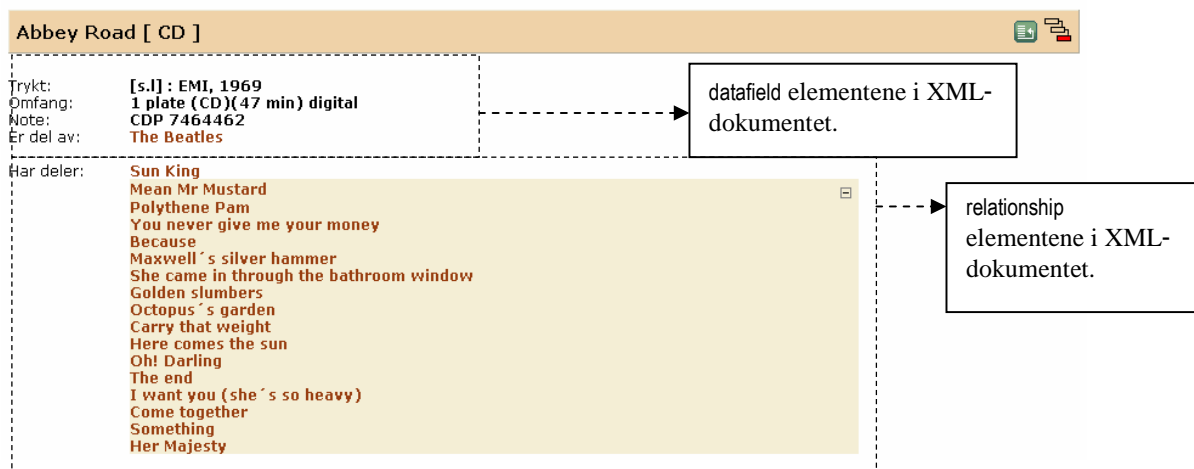 Abbey Road [ CD ]
Trykt: [s.l] : EMI, 1969
Omfang: 1 plate (CD)(47 min) digital
Note: CDP 7464462
Er del av: The Beatles
datafield elementene i XML-
dokumentet.
Har deler: Sun King
Mean Mr Mustard
Polythene Pam
You never give me your money
Because
Maxwell´s silver hammer
She came in through the bathroom window
Golden slumbers
Octopus´s garden
Carry that weight
Here comes the sun
Oh! Darling
The end
I want you (she´s so heavy)
Come together
Something
Her Majesty
relationship
elementene i XML-
dokumentet.